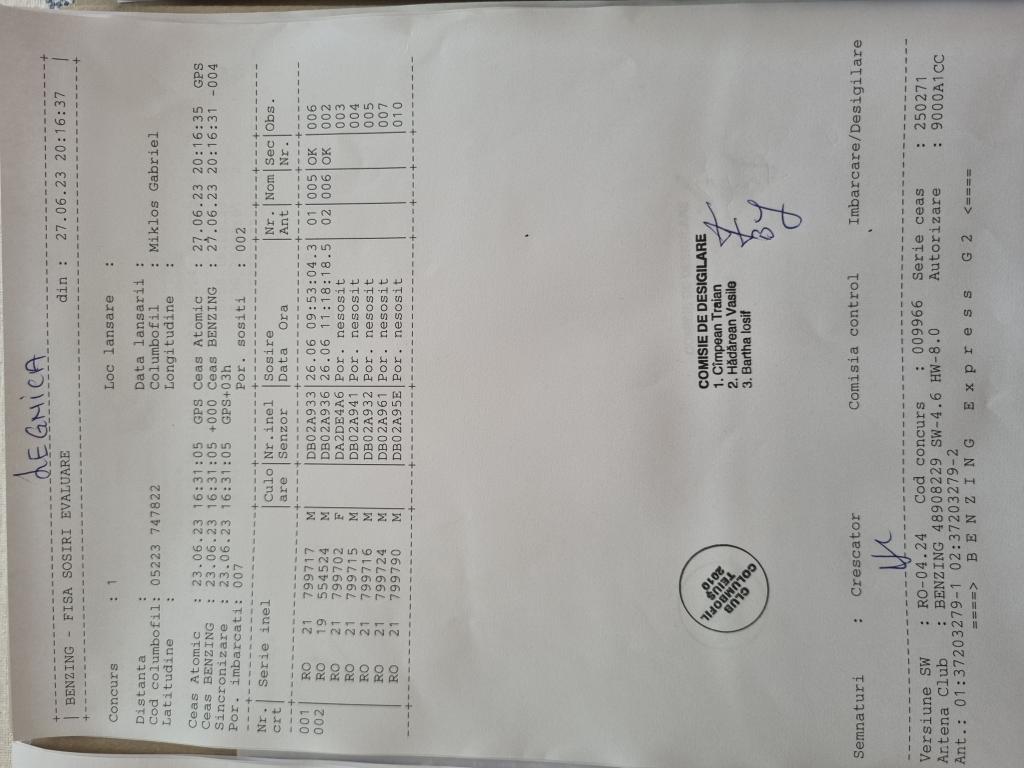 LEGNICA
BENZING - FISA SOSIRI EVALUARE din : 27.06.23 20:16:37
Concurs : 1 Loc lansare :
Distanta : Data lansarii :
Cod columbofil: 05223 747822 Columbofil : Miklos Gabriel
Latitudine : Longitudine :
Ceas Atomic : 23.06.23 16:31:05 GPS Ceas Atomic : 27.06.23 20:16:35 GPS
Ceas BENZING : 23.06.23 16:31:05 +000 Ceas BENZING : 27.06.23 20:16:31 -004
Sincronizare : 23.06.23 16:31:05 GPS+03h
Por. imbarcati: 007 Por. sositi : 002
Nr. | Serie inel |Culo|Nr.inel |Sosire |Nr. |Nom|Sec|Obs.
crt| |are |Senzor |Data Ora |Ant | |Nr.|
001| RO 21 799717 M |DB02A933|26.06 09:53:04.3| 01|005|OK |006
002| RO 19 554524 M |DB02A936|26.06 11:18:18.5| 02|006|OK |002
RO 21 799702 F |DA2DE4A6|Por. nesosit |003
RO 21 799715 M |DB02A941|Por. nesosit |004
RO 21 799716 M |DB02A932|Por. nesosit |005
RO 21 799724 M |DB02A961|Por. nesosit |007
RO 21 799790 M |DB02A95E|Por. nesosit |010
CLUB
COLUMBOFIL
TEIUȘ
2010
COMISIE DE DESIGILARE
1. Cîmpean Traian
2. Hădărean Vasile
3. Bartha Iosif
Semnaturi : Crescator Comisia control Imbarcare/Desigilare
Versiune SW : RO-04.24 Cod concurs : 009966 Serie ceas : 250271
Antena Club : BENZING 48908229 SW-4.6 HW-8.0 Autorizare : 9000A1CC
Ant.: 01:37203279-1 02:37203279-2
====> B E N Z I N G E x p r e s s G 2 <====